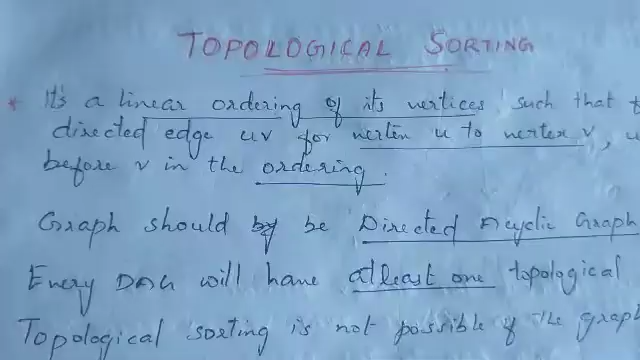 TOPOLOGICAL SORTING
* It's a linear ordering of its vertices such that
directed edge uv for verten u to vertex v, u
before v in the ordering.
Graph should by be Directed Acyclic Graph
Every DAG will have atleast one topological
Topological sorting is not possible if the graph